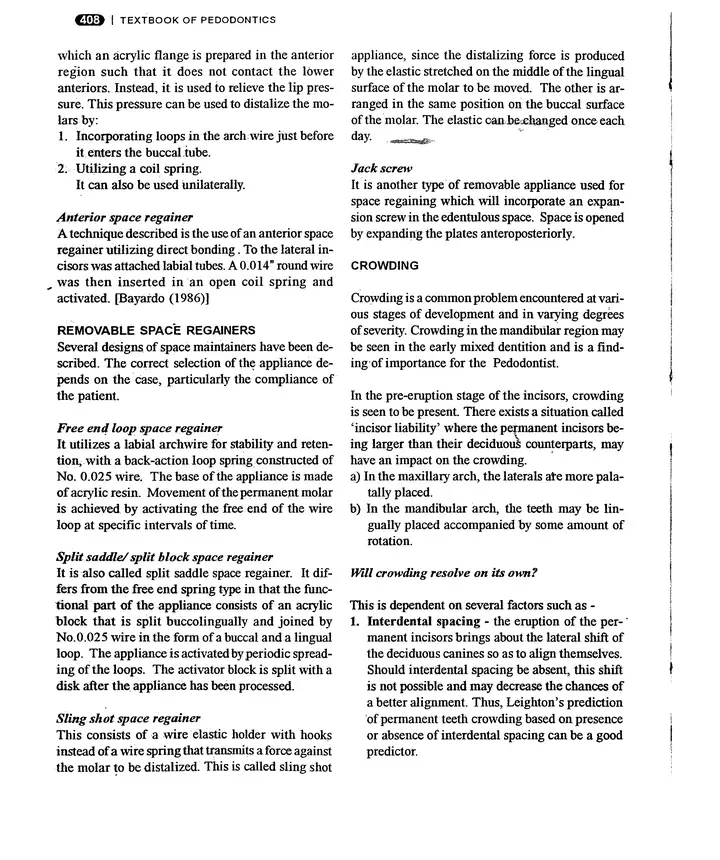 408 | TEXTBOOK OF PEDODONTICS
which an acrylic flange is prepared in the anterior
region such that it does not contact the lower
anteriors. Instead, it is used to relieve the lip pres-
sure. This pressure can be used to distalize the mo-
lars by:
1. Incorporating loops in the arch wire just before
it enters the buccal tube.
2. Utilizing a coil spring.
It can also be used unilaterally.
Anterior space regainer
A technique described is the use of an anterior space
regainer utilizing direct bonding . To the lateral in-
cisors was attached labial tubes. A 0.014" round wire
was then inserted in an open coil spring and
activated. [Bayardo (1986)]
REMOVABLE SPACE REGAINERS
Several designs of space maintainers have been de-
scribed. The correct selection of the appliance de-
pends on the case, particularly the compliance of
the patient.
Free end loop space regainer
It utilizes a labial archwire for stability and reten-
tion, with a back-action loop spring constructed of
No. 0.025 wire. The base of the appliance is made
of acrylic resin. Movement of the permanent molar
is achieved by activating the free end of the wire
loop at specific intervals of time.
Split saddle/ split block space regainer
It is also called split saddle space regainer. It dif-
fers from the free end spring type in that the func-
tional part of the appliance consists of an acrylic
block that is split buccolingually and joined by
No.0.025 wire in the form of a buccal and a lingual
loop. The appliance is activated by periodic spread-
ing of the loops. The activator block is split with a
disk after the appliance has been processed.
Sling shot space regainer
This consists of a wire elastic holder with hooks
instead of a wire spring that transmits a force against
the molar to be distalized. This is called sling shot
appliance, since the distalizing force is produced
by the elastic stretched on the middle of the lingual
surface of the molar to be moved. The other is ar-
ranged in the same position on the buccal surface
of the molar. The elastic can be changed once each
day.
Jack screw
It is another type of removable appliance used for
space regaining which will incorporate an expan-
sion screw in the edentulous space. Space is opened
by expanding the plates anteroposteriorly.
CROWDING
Crowding is a common problem encountered at vari-
ous stages of development and in varying degrees
of severity. Crowding in the mandibular region may
be seen in the early mixed dentition and is a find-
ing of importance for the Pedodontist.
In the pre-eruption stage of the incisors, crowding
is seen to be present. There exists a situation called
‘incisor liability’ where the permanent incisors be-
ing larger than their deciduous counterparts, may
have an impact on the crowding.
a) In the maxillary arch, the laterals are more pala-
tally placed.
b) In the mandibular arch, the teeth may be lin-
gually placed accompanied by some amount of
rotation.
Will crowding resolve on its own?
This is dependent on several factors such as -
1. Interdental spacing - the eruption of the per-
manent incisors brings about the lateral shift of
the deciduous canines so as to align themselves.
Should interdental spacing be absent, this shift
is not possible and may decrease the chances of
a better alignment. Thus, Leighton’s prediction
of permanent teeth crowding based on presence
or absence of interdental spacing can be a good
predictor.